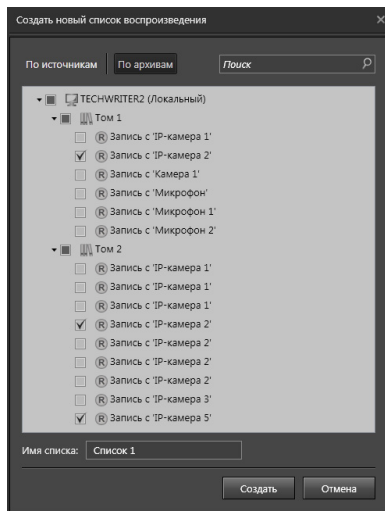 Создать новый список воспроизведения
По источникам По архивам Поиск
TECHWRITER2 (Локальный)
Том 1
R Запись с 'IP-камера 1'
R Запись с 'IP-камера 2'
R Запись с 'Камера 1'
R Запись с 'Микрофон'
R Запись с 'Микрофон 1'
R Запись с 'Микрофон 2'
Том 2
R Запись с 'IP-камера 1'
R Запись с 'IP-камера 1'
R Запись с 'IP-камера 1'
R Запись с 'IP-камера 2'
R Запись с 'IP-камера 2'
R Запись с 'IP-камера 2'
R Запись с 'IP-камера 2'
R Запись с 'IP-камера 3'
R Запись с 'IP-камера 5'
Имя списка: Список 1
Создать Отмена